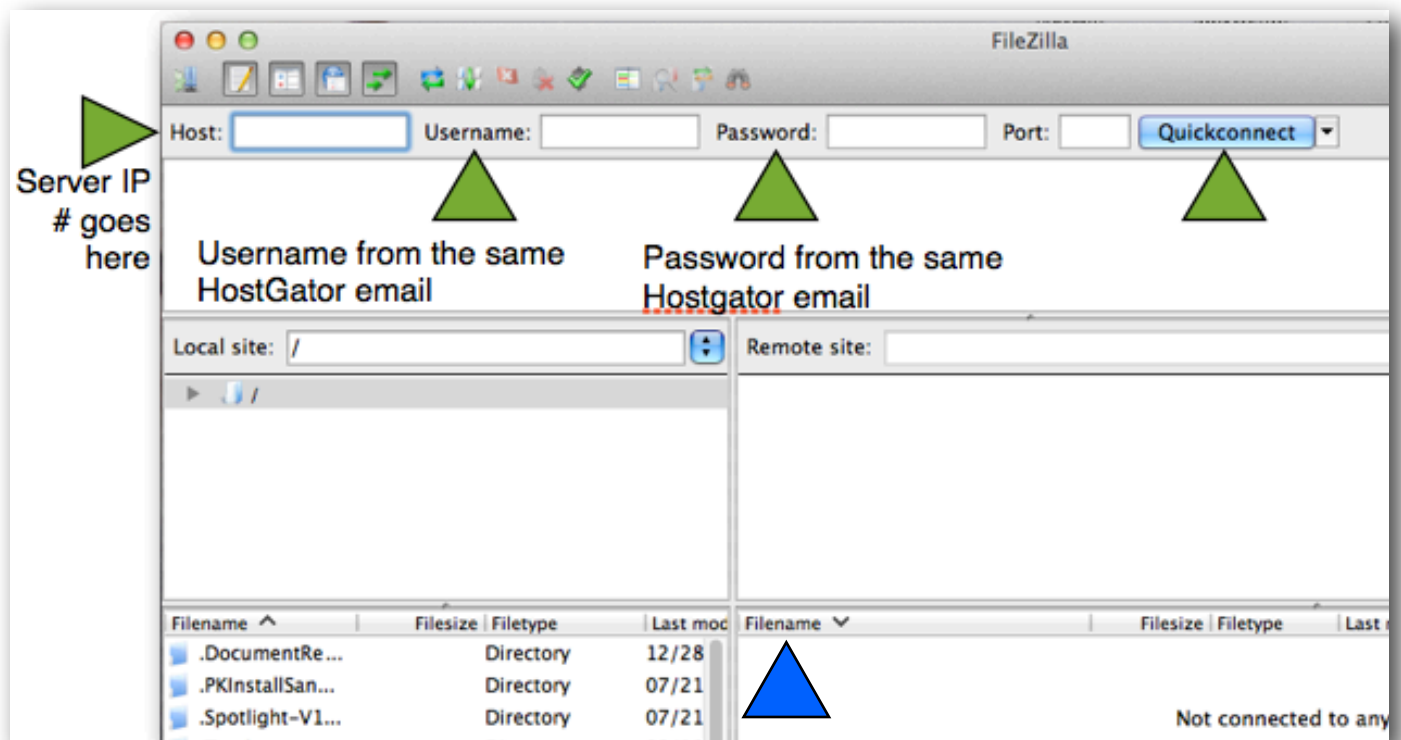 FileZilla
Host: Username: Password: Port: Quickconnect
Server IP
# goes
here
Username from the same
HostGator email
Password from the same
Hostgator email
Local site: /
Remote site:
/
Filename Filesize Filetype Last mod
.DocumentRe... Directory 12/28
.PKInstallSan... Directory 07/21
.Spotlight-V1... Directory 07/21
Filename Filesize Filetype Last
Not connected to any